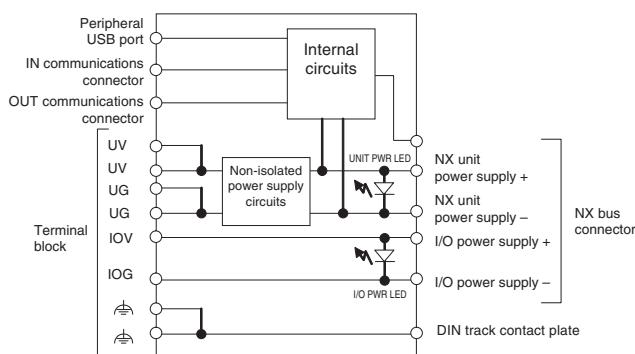 Peripheral
USB port
IN communications
connector
OUT communications
connector
Internal
circuits
UV
UV
UG
UG
IOV
IOG
Terminal
block
Non-isolated
power supply
circuits
UNIT PWR LED
I/O PWR LED
NX unit
power supply +
NX unit
power supply –
I/O power supply +
I/O power supply –
NX bus
connector
DIN track contact plate